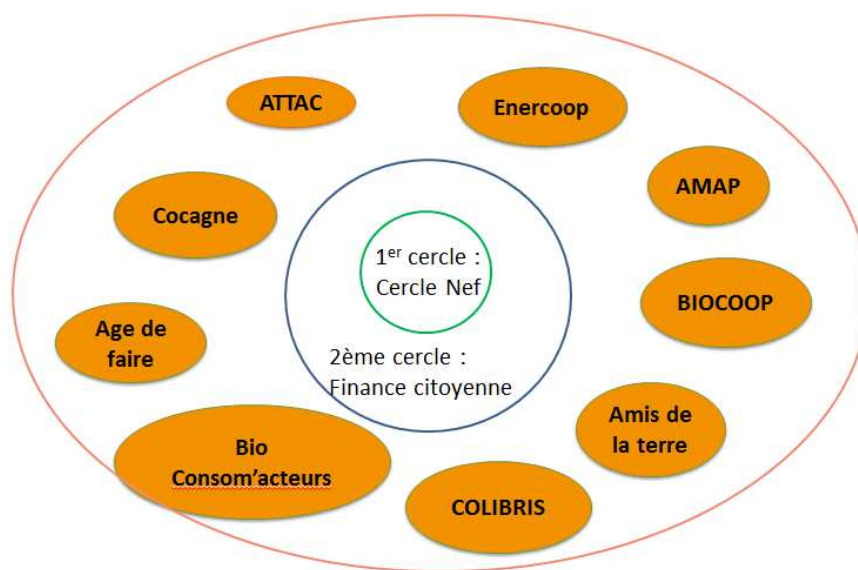 ATTAC
Enercoop
AMAP
Cocagne
1er cercle :
Cercle Nef
BIOCOOP
Age de
faire
2ème cercle :
Finance citoyenne
Amis de
la terre
Bio
Consom'acteurs
COLIBRIS